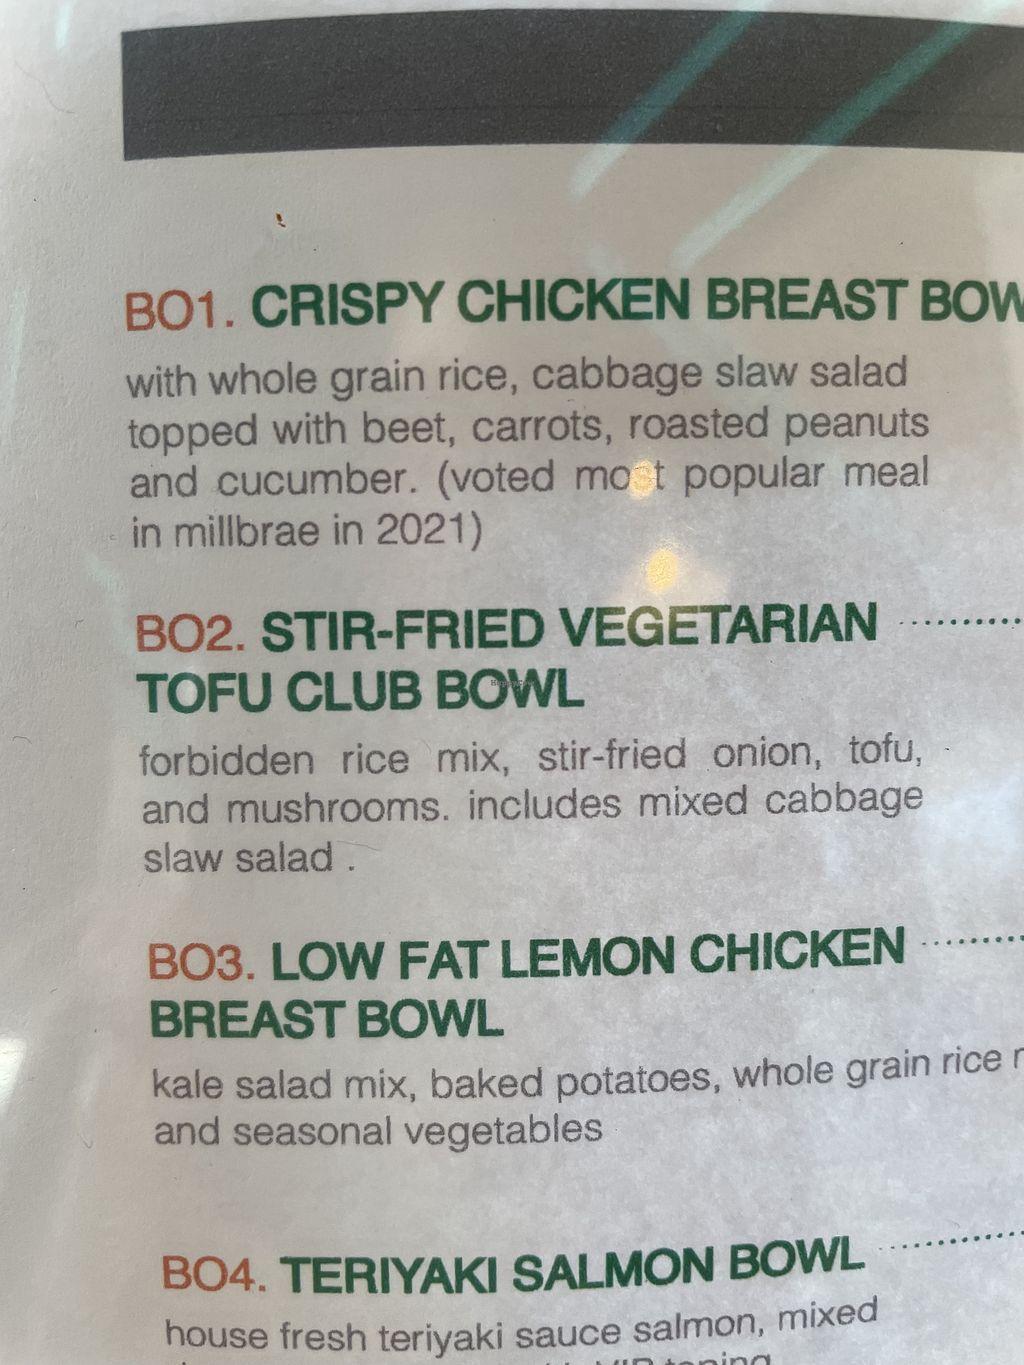 BO1. CRISPY CHICKEN BREAST BOW
with whole grain rice, cabbage slaw salad
topped with beet, carrots, roasted peanuts
and cucumber. (voted most popular meal
in millbrae in 2021)
BO2. STIR-FRIED VEGETARIAN ..........
TOFU CLUB BOWL
HappyCow
forbidden rice mix, stir-fried onion, tofu,
and mushrooms. includes mixed cabbage
slaw salad .
BO3. LOW FAT LEMON CHICKEN ..........
BREAST BOWL
kale salad mix, baked potatoes, whole grain rice
and seasonal vegetables
BO4. TERIYAKI SALMON BOWL ..........
house fresh teriyaki sauce salmon, mixed
VIP topping